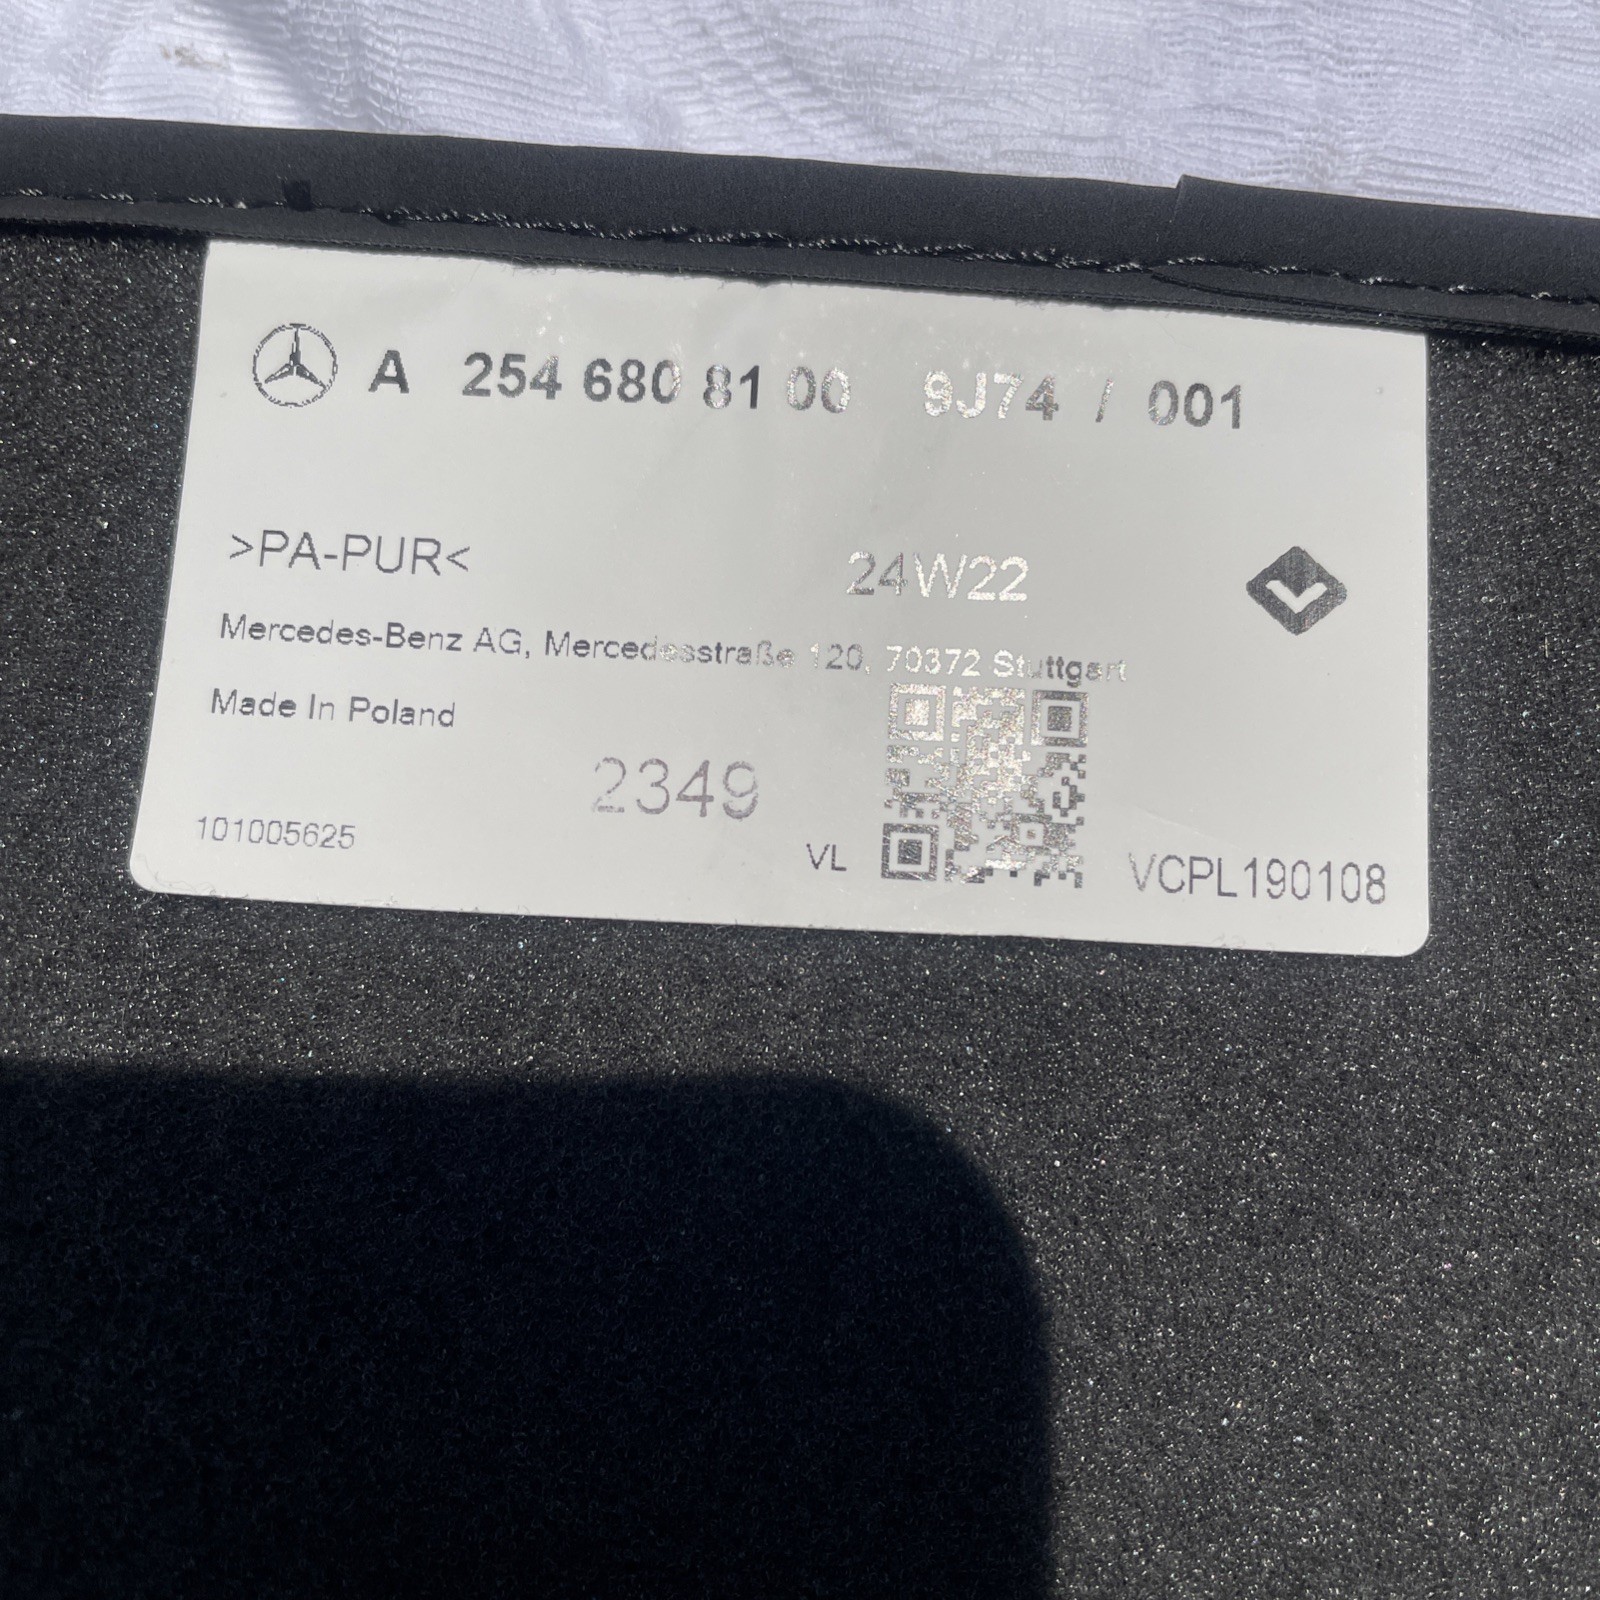 A 254 680 81 00 9J74 / 001
>PA-PUR< 24W22
Mercedes-Benz AG, Mercedesstraße 120, 70372 Stuttgart
Made In Poland
2349
101005625 VL VCPL190108